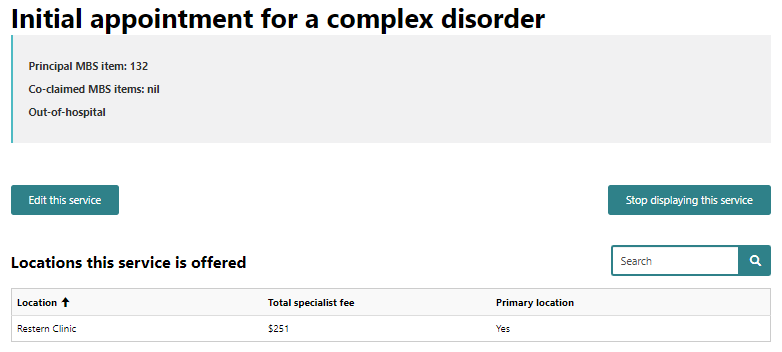 Initial appointment for a complex disorder
Principal MBS item: 132
Co-claimed MBS items: nil
Out-of-hospital
Edit this service
Stop displaying this service
Locations this service is offered
Search
Location Total specialist fee Primary location
Restern Clinic $251 Yes